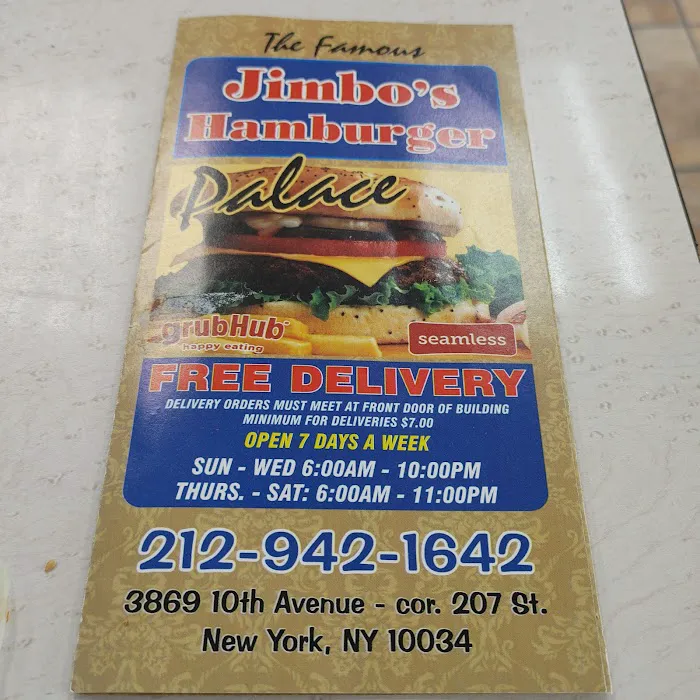 The Famous
Jimbo's
Hamburger
Palace
grubHub
happy eating
seamless
FREE DELIVERY
DELIVERY ORDERS MUST MEET AT FRONT DOOR OF BUILDING
MINIMUM FOR DELIVERIES $7.00
OPEN 7 DAYS A WEEK
SUN - WED 6:00AM - 10:00PM
THURS. - SAT: 6:00AM - 11:00PM
212-942-1642
3869 10th Avenue - cor. 207 St.
New York, NY 10034